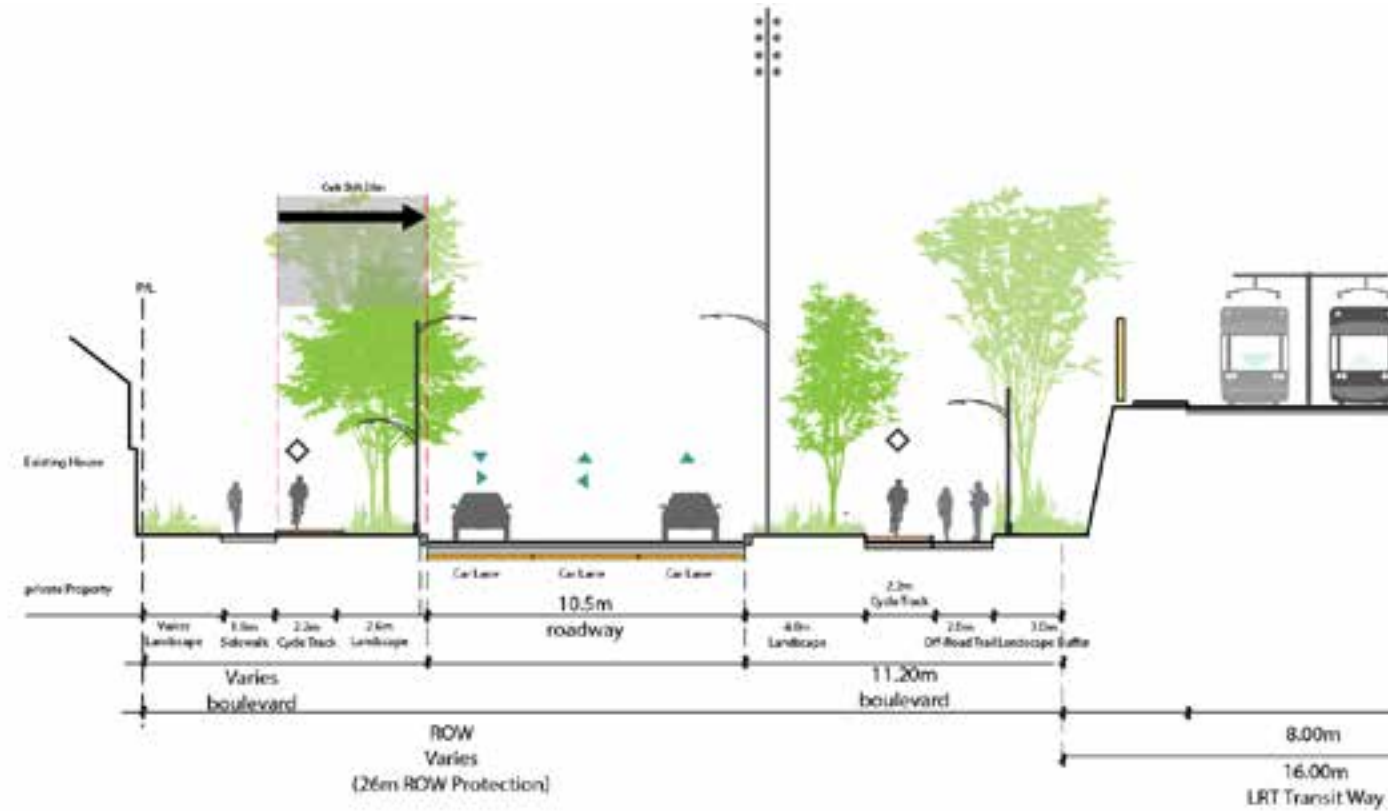 P/L
Existing House
private Property
Car Lane
Car Lane
Car Lane
2.2m
Cycle Track
10.5m
roadway
Varies
Landscape
Sidewalk
2.2m
Cycle Track
2.6m
Landscape
Landscape
Off-Road Trail
3.0m
Landscape Buffer
Varies
boulevard
11.20m
boulevard
ROW
Varies
(26m ROW Protection)
8.00m
16.00m
LRT Transit Way